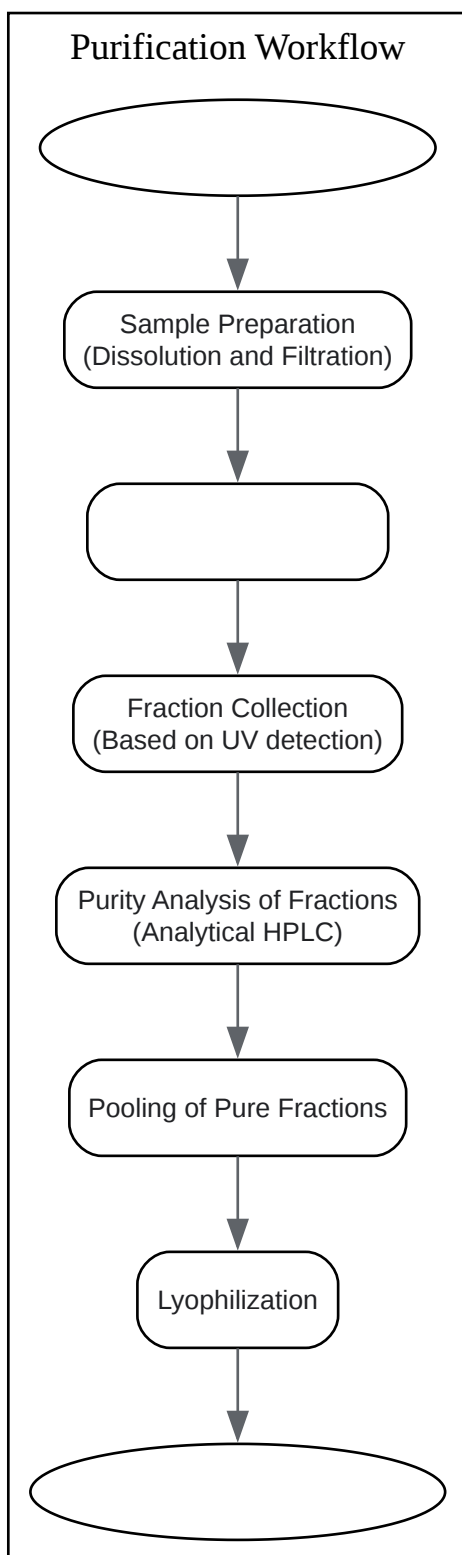 Purification Workflow
Sample Preparation
(Dissolution and Filtration)
Fraction Collection
(Based on UV detection)
Purity Analysis of Fractions
(Analytical HPLC)
Pooling of Pure Fractions
Lyophilization